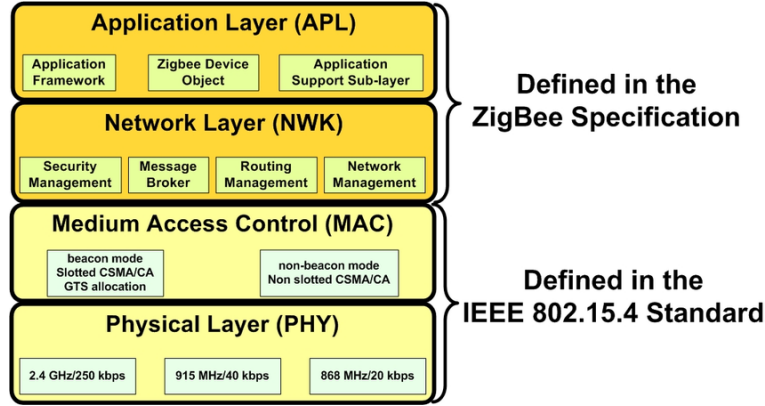 Application Layer (APL)
Application
Framework
Zigbee Device
Object
Application
Support Sub-layer
Defined in the
ZigBee Specification
Network Layer (NWK)
Security
Management
Message
Broker
Routing
Management
Network
Management
Medium Access Control (MAC)
beacon mode
Slotted CSMA/CA
GTS allocation
non-beacon mode
Non slotted CSMA/CA
Defined in the
IEEE 802.15.4 Standard
Physical Layer (PHY)
2.4 GHz/250 kbps
915 MHz/40 kbps
868 MHz/20 kbps